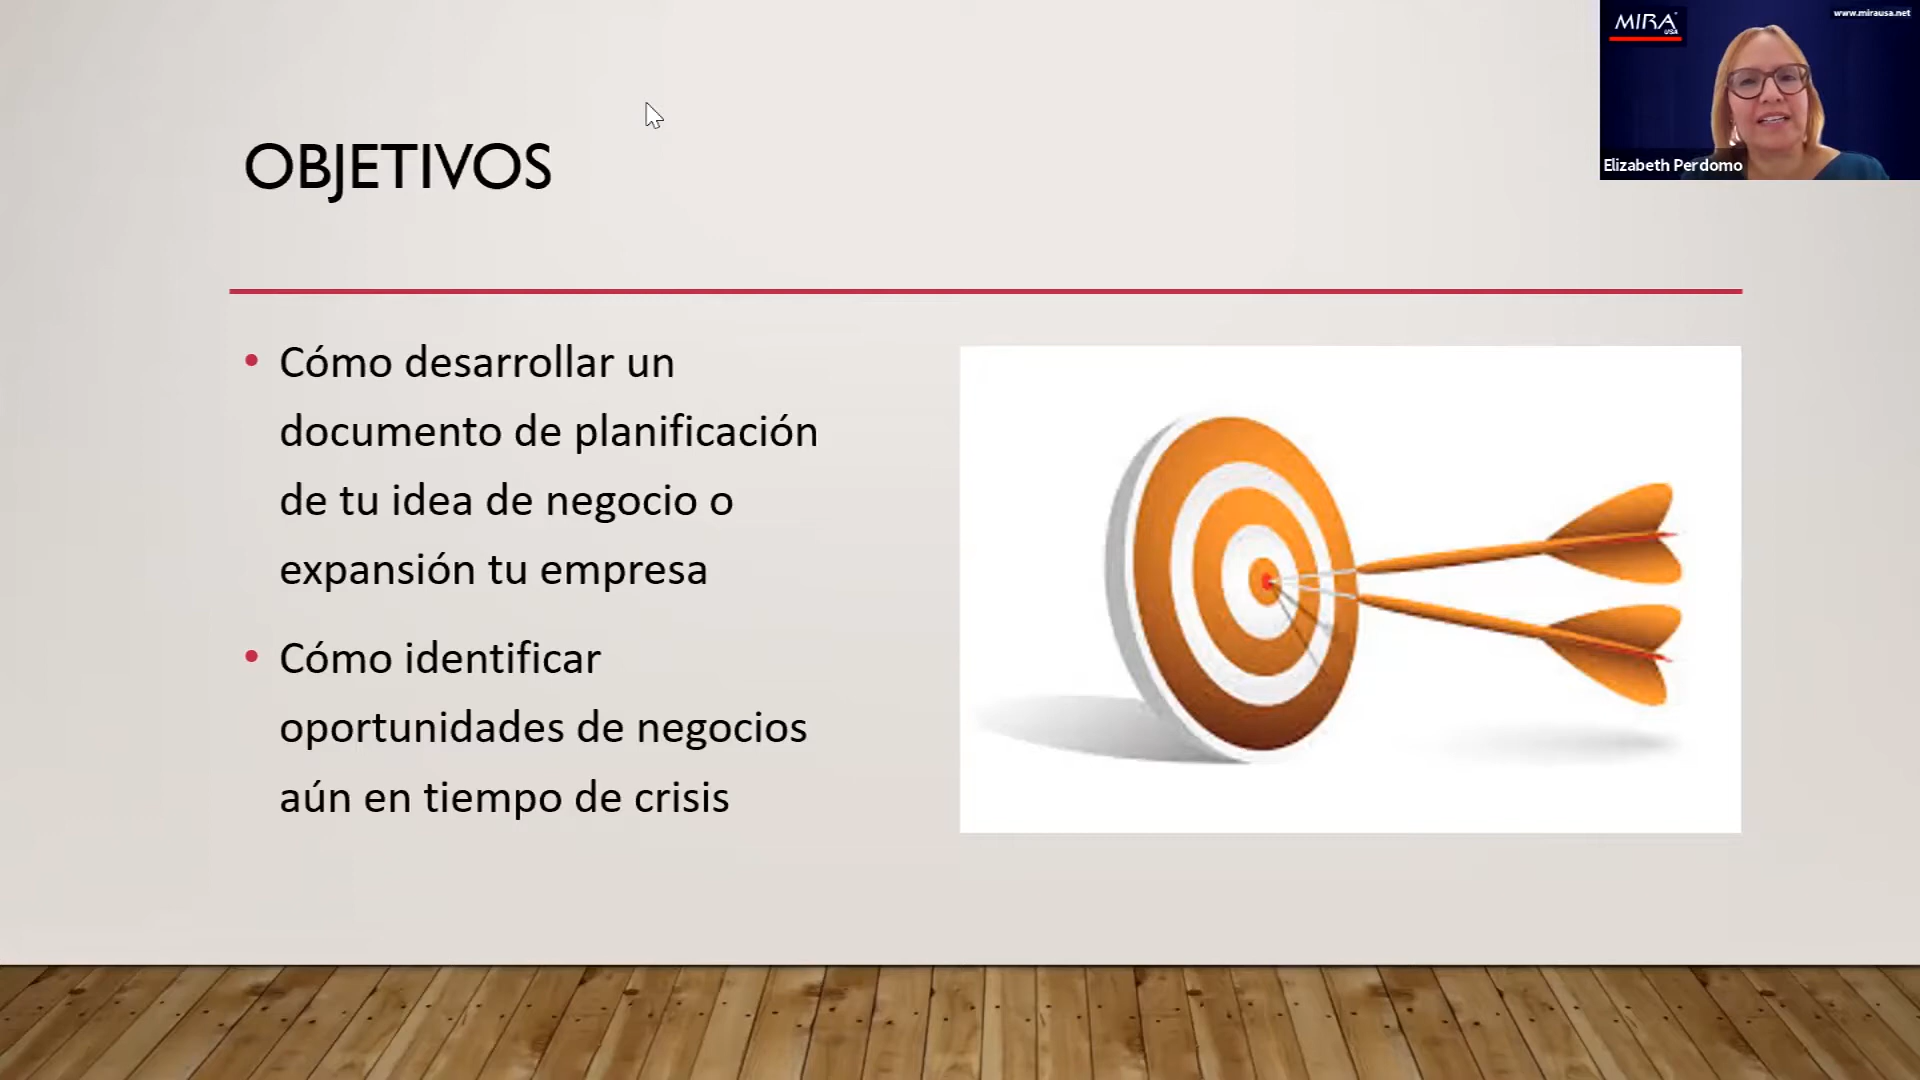 MIRA
USA
www.mirausa.net
Elizabeth Perdomo
OBJETIVOS
• Cómo desarrollar un
documento de planificación
de tu idea de negocio o
expansión tu empresa
• Cómo identificar
oportunidades de negocios
aún en tiempo de crisis